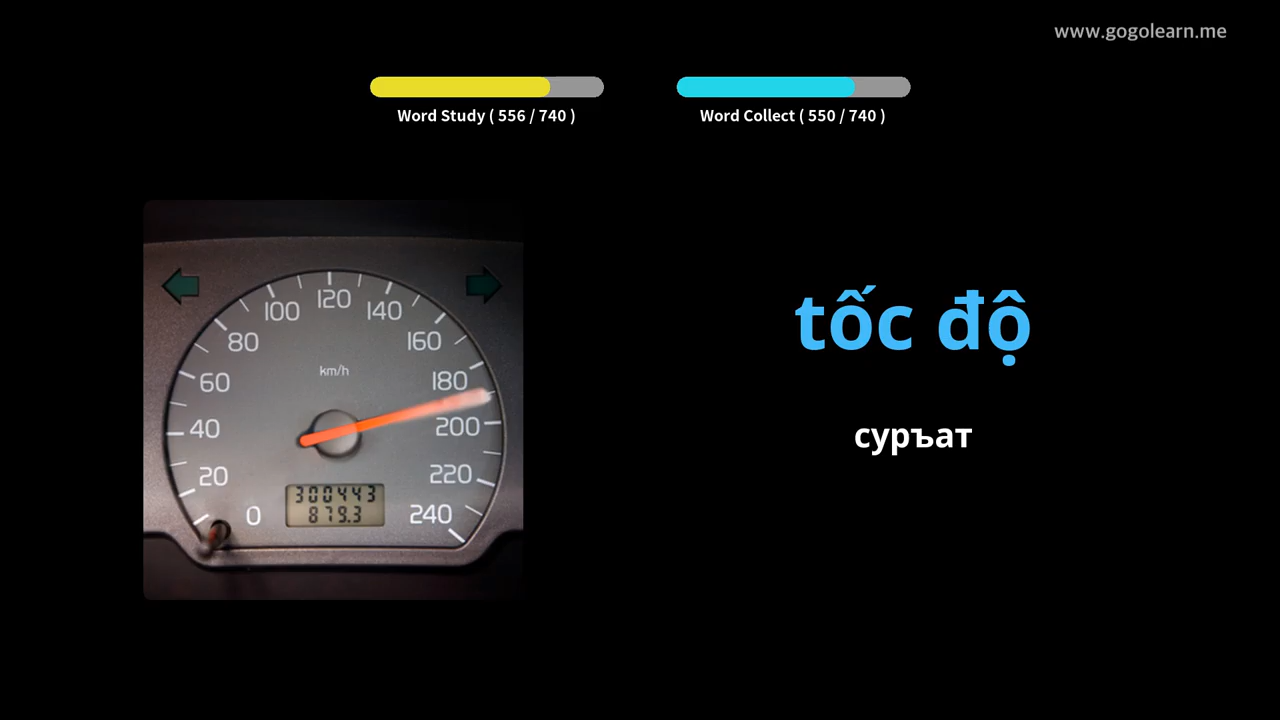 www.gogolearn.me
Word Study ( 556 / 740 )
Word Collect ( 550 / 740 )
120
100
140
80
160
km/h
60
180
40
200
20
220
300443
879.3
0
240
tốc độ
суръат